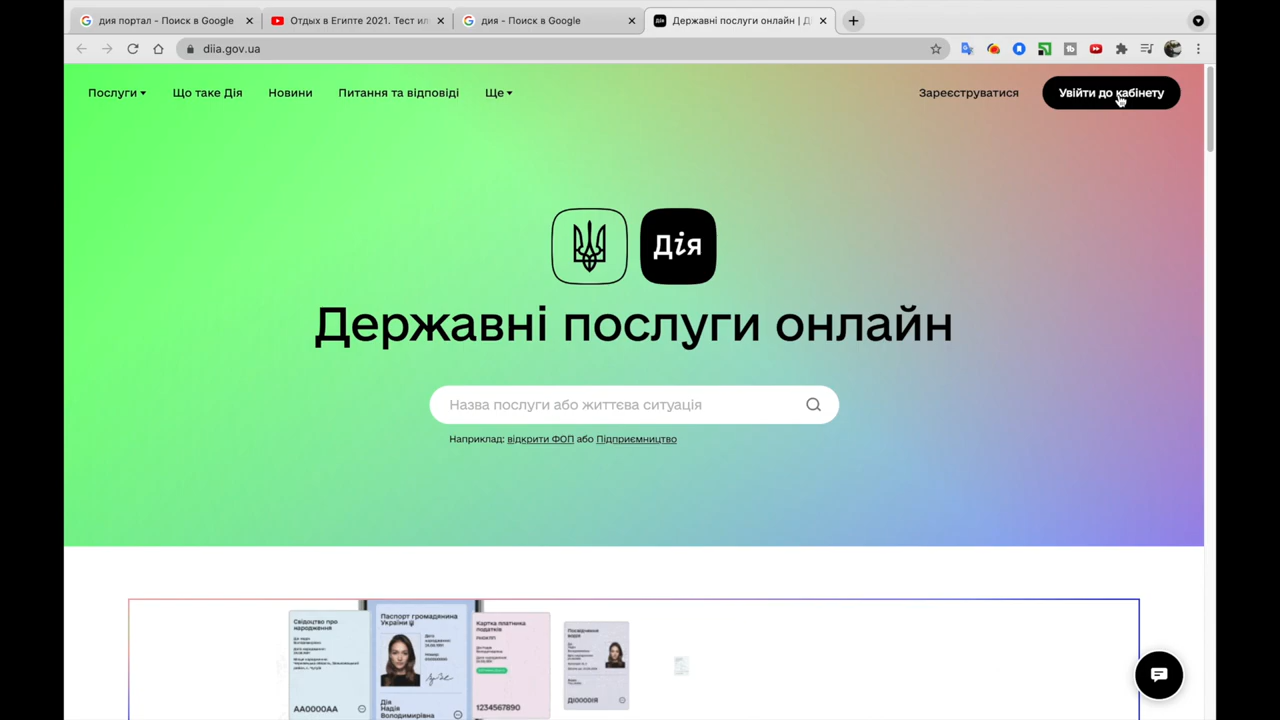 дия портал - Поиск в Google
Отдых в Египте 2021. Тест ил
дия - Поиск в Google
Державні послуги онлайн | Д
diia.gov.ua
Послуги
Що таке Дія
Новини
Питання та відповіді
Ще
Зареєструватися
Увійти до кабінету
Дія
Державні послуги онлайн
Назва послуги або життєва ситуація
Наприклад: відкрити ФОП або Підприємництво
Свідоцтво про
народження
АА0000АА
Паспорт громадянина
України
Дія
Надія
Володимирівна
Картка платника
податків
РНОКПП
1234567890
Посвідчення
водія